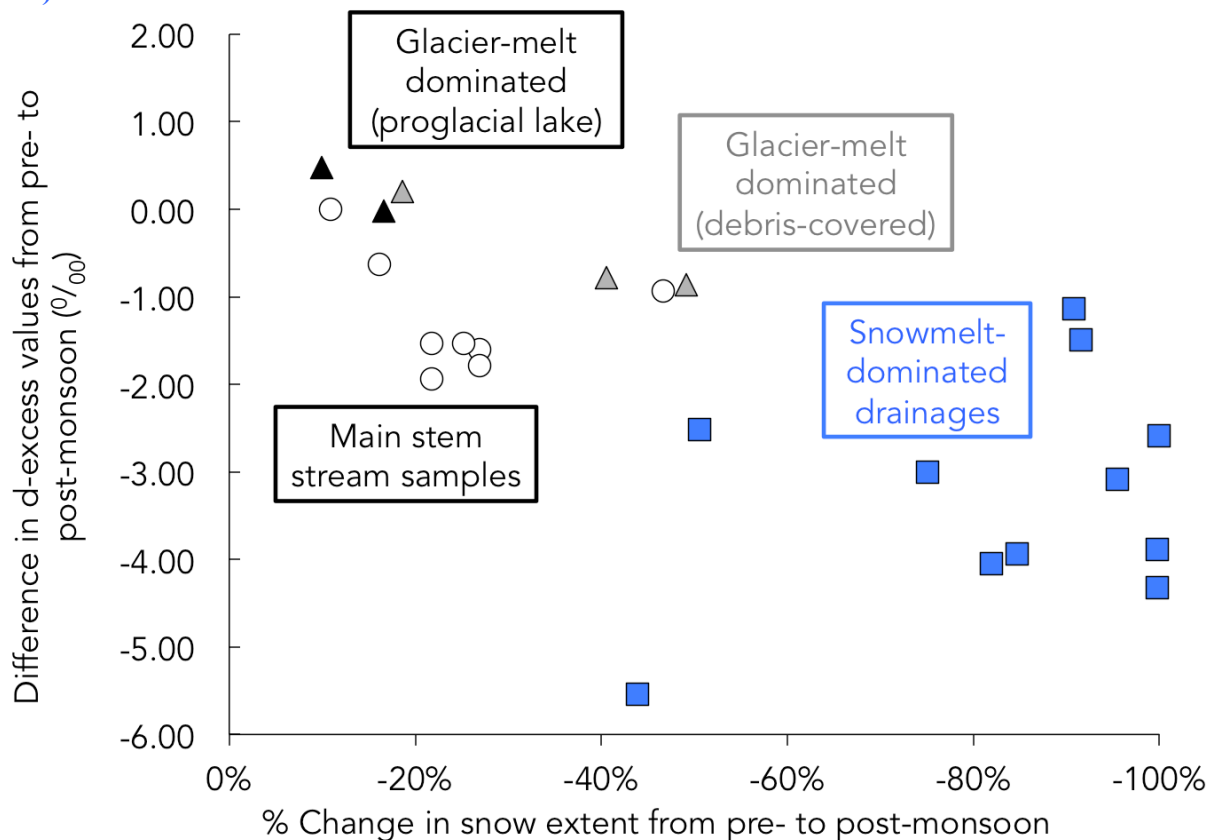 2.00
1.00
0.00
-1.00
-2.00
-3.00
-4.00
-5.00
-6.00
Difference in d-excess values from pre- to
post-monsoon (⁰/₀₀)
Glacier-melt
dominated
(proglacial lake)
Glacier-melt
dominated
(debris-covered)
Snowmelt-
dominated
drainages
Main stem
stream samples
0% -20% -40% -60% -80% -100%
% Change in snow extent from pre- to post-monsoon